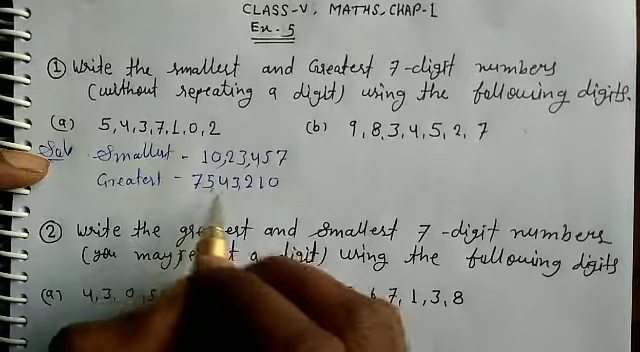 CLASS-V, MATHS, CHAP-1
Ex. 5
① Write the smallest and Greatest 7-digit numbers
(without repeating a digit) using the following digits.
(a) 5,4,3,7,1,0,2 (b) 9,8,3,4,5,2,7
Sol Smallest - 10,23,457
Greatest - 7543,210
② Write the and smallest 7-digit numbers
(you may a digit) using the following digits
(a) 4,3,0,5 7,1,3,8